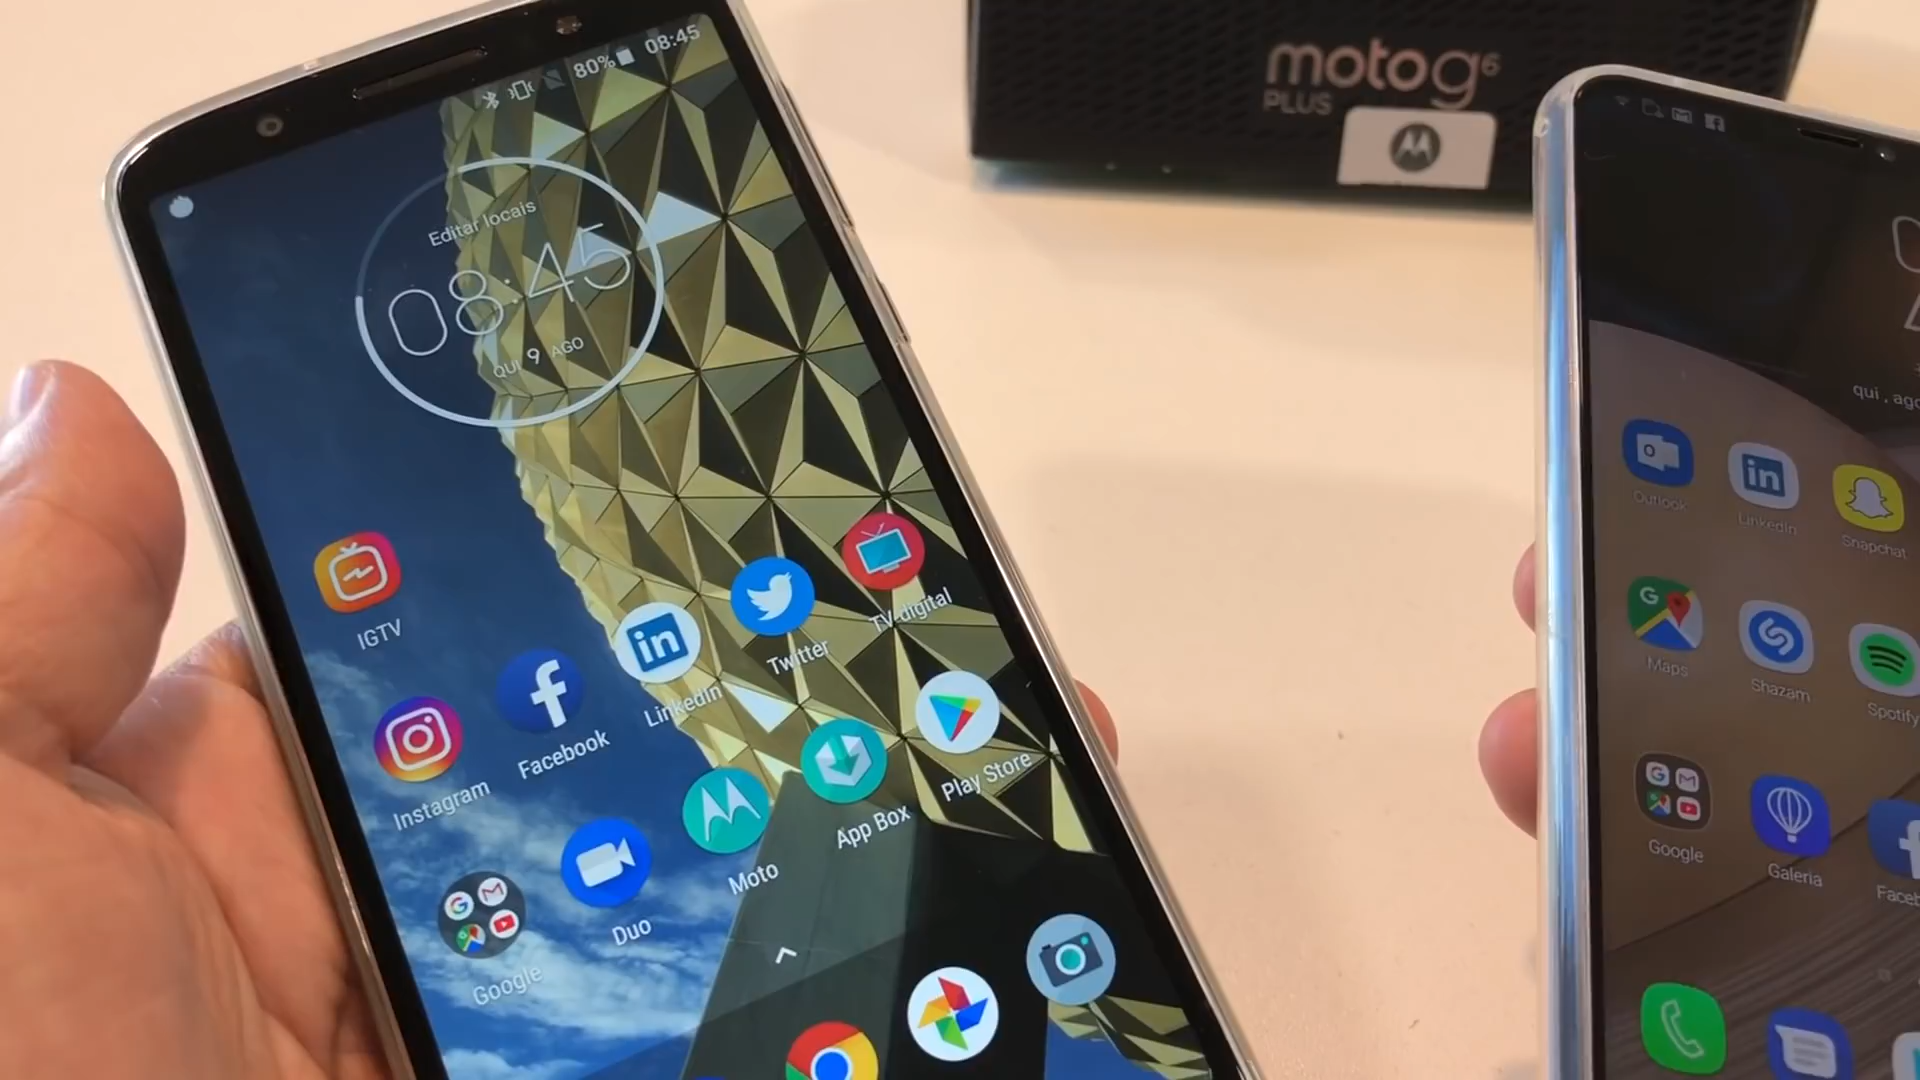 80% 08:45
Editar locais
08:45
QUI 9 AGO
IGTV
Instagram
Facebook
LinkedIn
Twitter
TV digital
Google
Duo
Moto
App Box
Play Store
moto g6
PLUS
qui, ago
Outlook
LinkedIn
Snapchat
Maps
Shazam
Spotify
Google
Galeria
Faceb